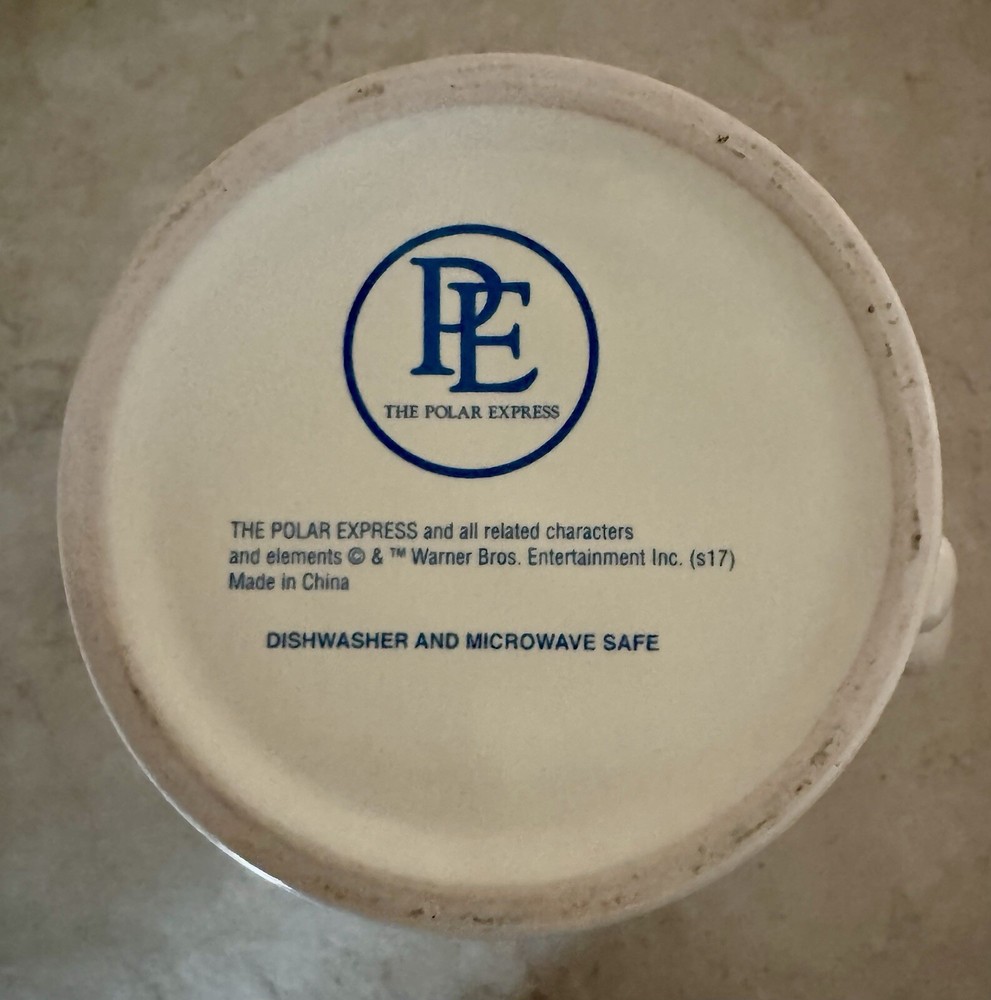 PE
THE POLAR EXPRESS
THE POLAR EXPRESS and all related characters
and elements © & ™ Warner Bros. Entertainment Inc. (s17)
Made in China
DISHWASHER AND MICROWAVE SAFE